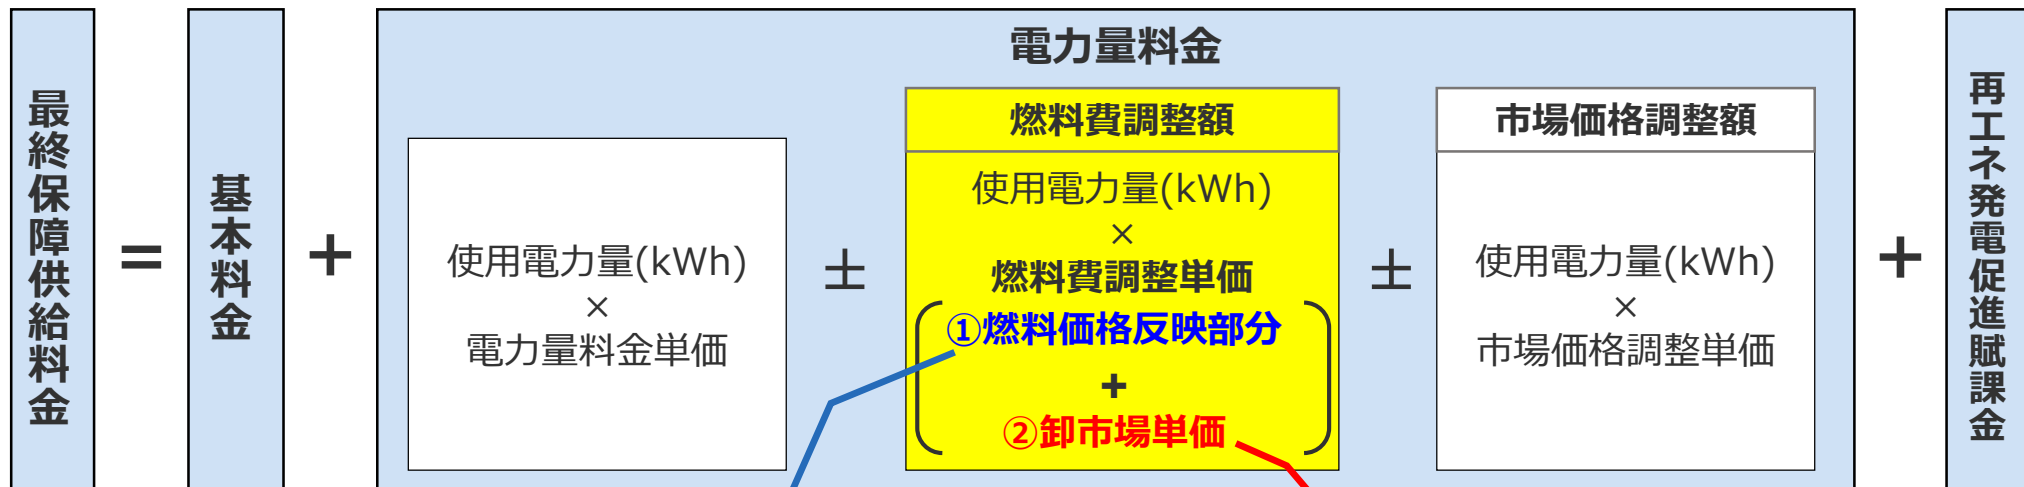 最終保障供給料金
=
基本料金
+
電力量料金
使用電力量(kWh)
×
電力量料金単価
±
燃料費調整額
使用電力量(kWh)
×
燃料費調整単価
①燃料価格反映部分
+
②卸市場単価
±
市場価格調整額
使用電力量(kWh)
×
市場価格調整単価
+
再エネ発電促進賦課金